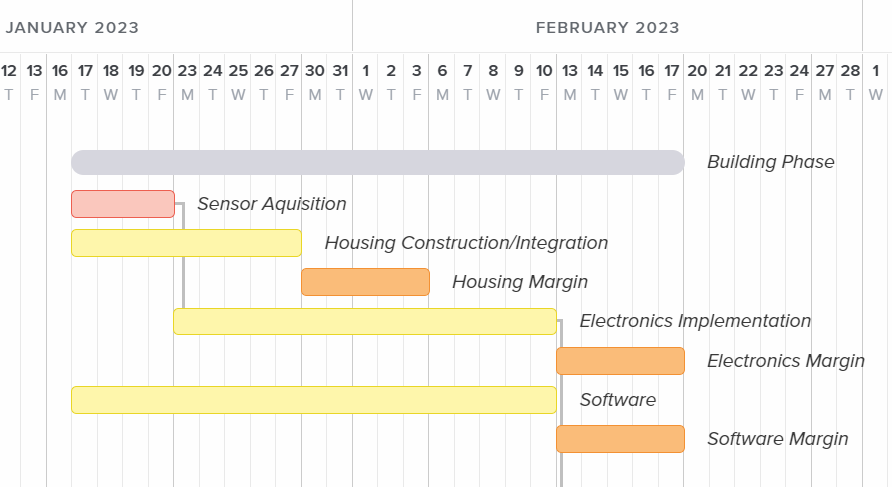 JANUARY 2023 FEBRUARY 2023
12 13 16 17 18 19 20 23 24 25 26 27 30 31 1 2 3 6 7 8 9 10 13 14 15 16 17 20 21 22 23 24 27 28 1
T F M T W T F M T W T F M T W T F M T W T F M T W T F M T W T F M T W
Building Phase
Sensor Aquisition
Housing Construction/Integration
Housing Margin
Electronics Implementation
Electronics Margin
Software
Software Margin